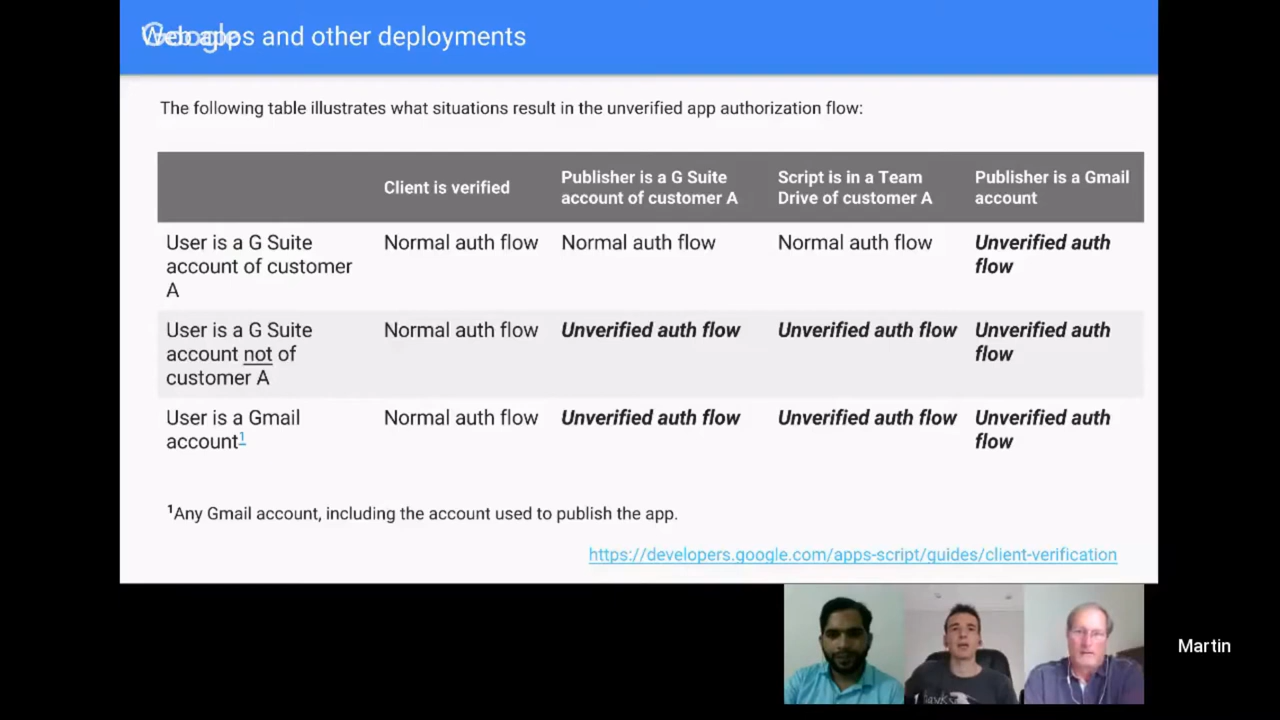 Google
Web apps and other deployments
The following table illustrates what situations result in the unverified app authorization flow:
Client is verified
Publisher is a G Suite
account of customer A
Script is in a Team
Drive of customer A
Publisher is a Gmail
account
User is a G Suite
account of customer
A
Normal auth flow
Normal auth flow
Normal auth flow
Unverified auth
flow
User is a G Suite
account not of
customer A
Normal auth flow
Unverified auth flow
Unverified auth flow
Unverified auth
flow
User is a Gmail
account1
Normal auth flow
Unverified auth flow
Unverified auth flow
Unverified auth
flow
1Any Gmail account, including the account used to publish the app.
https://developers.google.com/apps-script/guides/client-verification
Martin